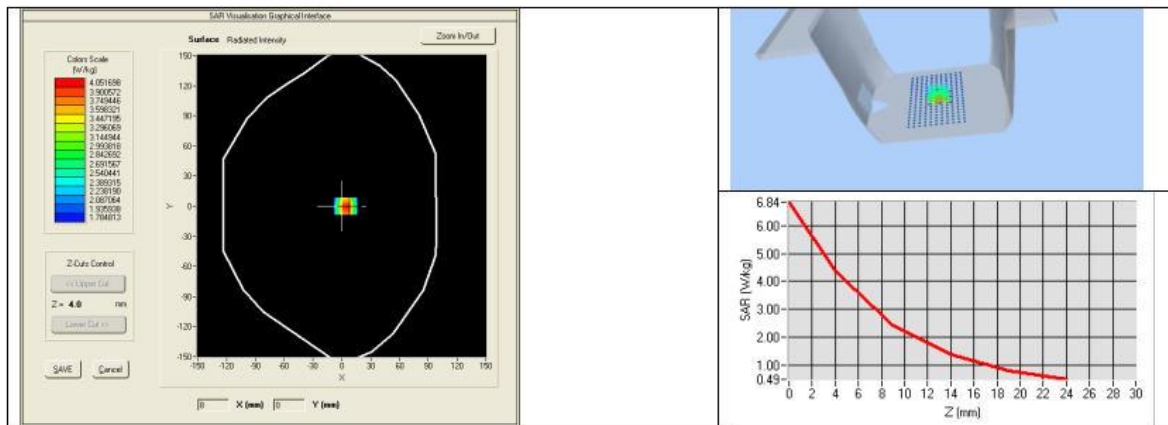 SAR Visualisation Graphical Interface
Surface Radiated Intensity
Zoom In/Out
Colors Scale
(W/kg)
4.051698
3.900572
3.749446
3.598321
3.447195
3.296069
3.144944
2.993818
2.842692
2.691567
2.540441
2.389315
2.238190
2.087064
1.935938
1.784813
Z-Cuts Control
<< Upper Cut
Z = 4.0 mm
Lower Cut >>
SAVE Cancel
150
120
90
60
30
0
-30
-60
-90
-120
-150
Y
-150 -120 -90 -60 -30 0 30 60 90 120 150
X
X (mm) 0 Y (mm)
6.84
6.00
4.00
3.00
2.00
1.00
0.49
SAR (W/kg)
0 2 4 6 8 10 12 14 16 18 20 22 24 26 28 30
Z (mm)